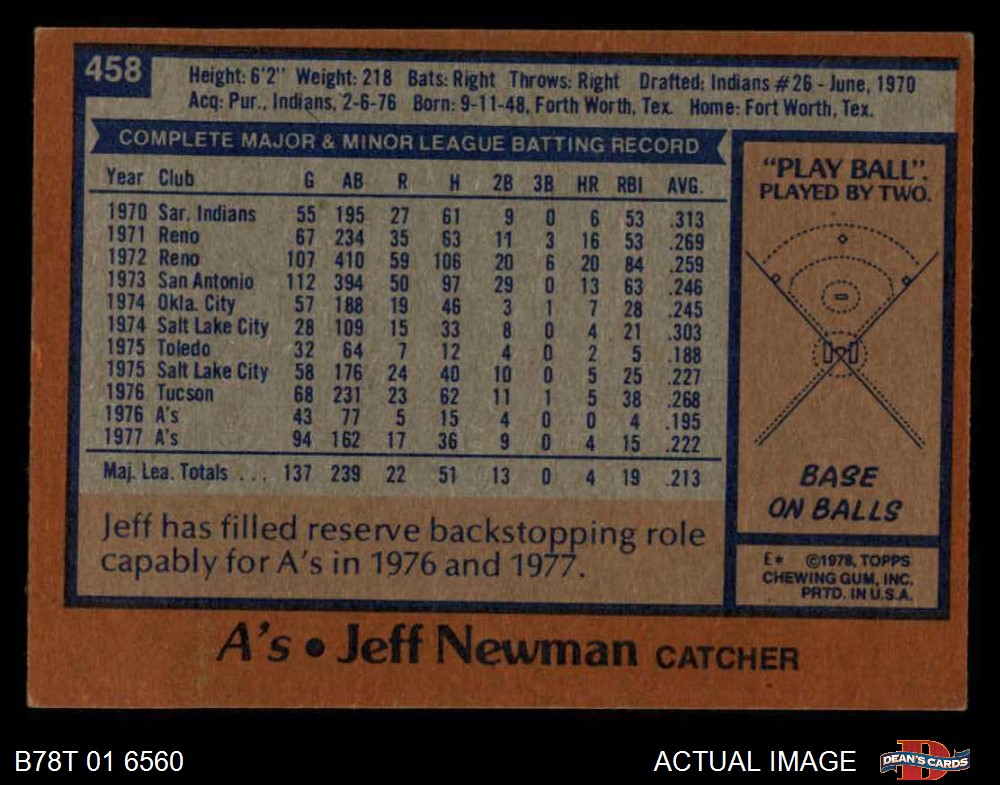 458
Height: 6'2" Weight: 218 Bats: Right Throws: Right Drafted: Indians #26 - June, 1970
Acq: Pur., Indians, 2-6-76 Born: 9-11-48, Forth Worth, Tex. Home: Fort Worth, Tex.
COMPLETE MAJOR & MINOR LEAGUE BATTING RECORD
Year Club G AB R H 2B 3B HR RBI AVG.
1970 Sar. Indians 55 195 27 61 9 0 6 53 .313
1971 Reno 67 234 35 63 11 3 16 53 .269
1972 Reno 107 410 59 106 20 6 20 84 .259
1973 San Antonio 112 394 50 97 29 0 13 63 .246
1974 Okla. City 57 188 19 46 3 1 7 28 .245
1974 Salt Lake City 28 109 15 33 8 0 4 21 .303
1975 Toledo 32 64 7 12 4 0 2 5 .188
1975 Salt Lake City 58 176 24 40 10 0 5 25 .227
1976 Tucson 68 231 23 62 11 1 5 38 .268
1976 A's 43 77 5 15 4 0 0 4 .195
1977 A's 94 162 17 36 9 0 4 15 .222
Maj. Lea. Totals . . . 137 239 22 51 13 0 4 19 .213
Jeff has filled reserve backstopping role
capably for A's in 1976 and 1977.
"PLAY BALL".
PLAYED BY TWO.
BASE
ON BALLS
E* ©1978, TOPPS
CHEWING GUM, INC.
PRTD. IN U.S.A.
A's • Jeff Newman CATCHER
B78T 01 6560
ACTUAL IMAGE
D
DEAN'S CARDS